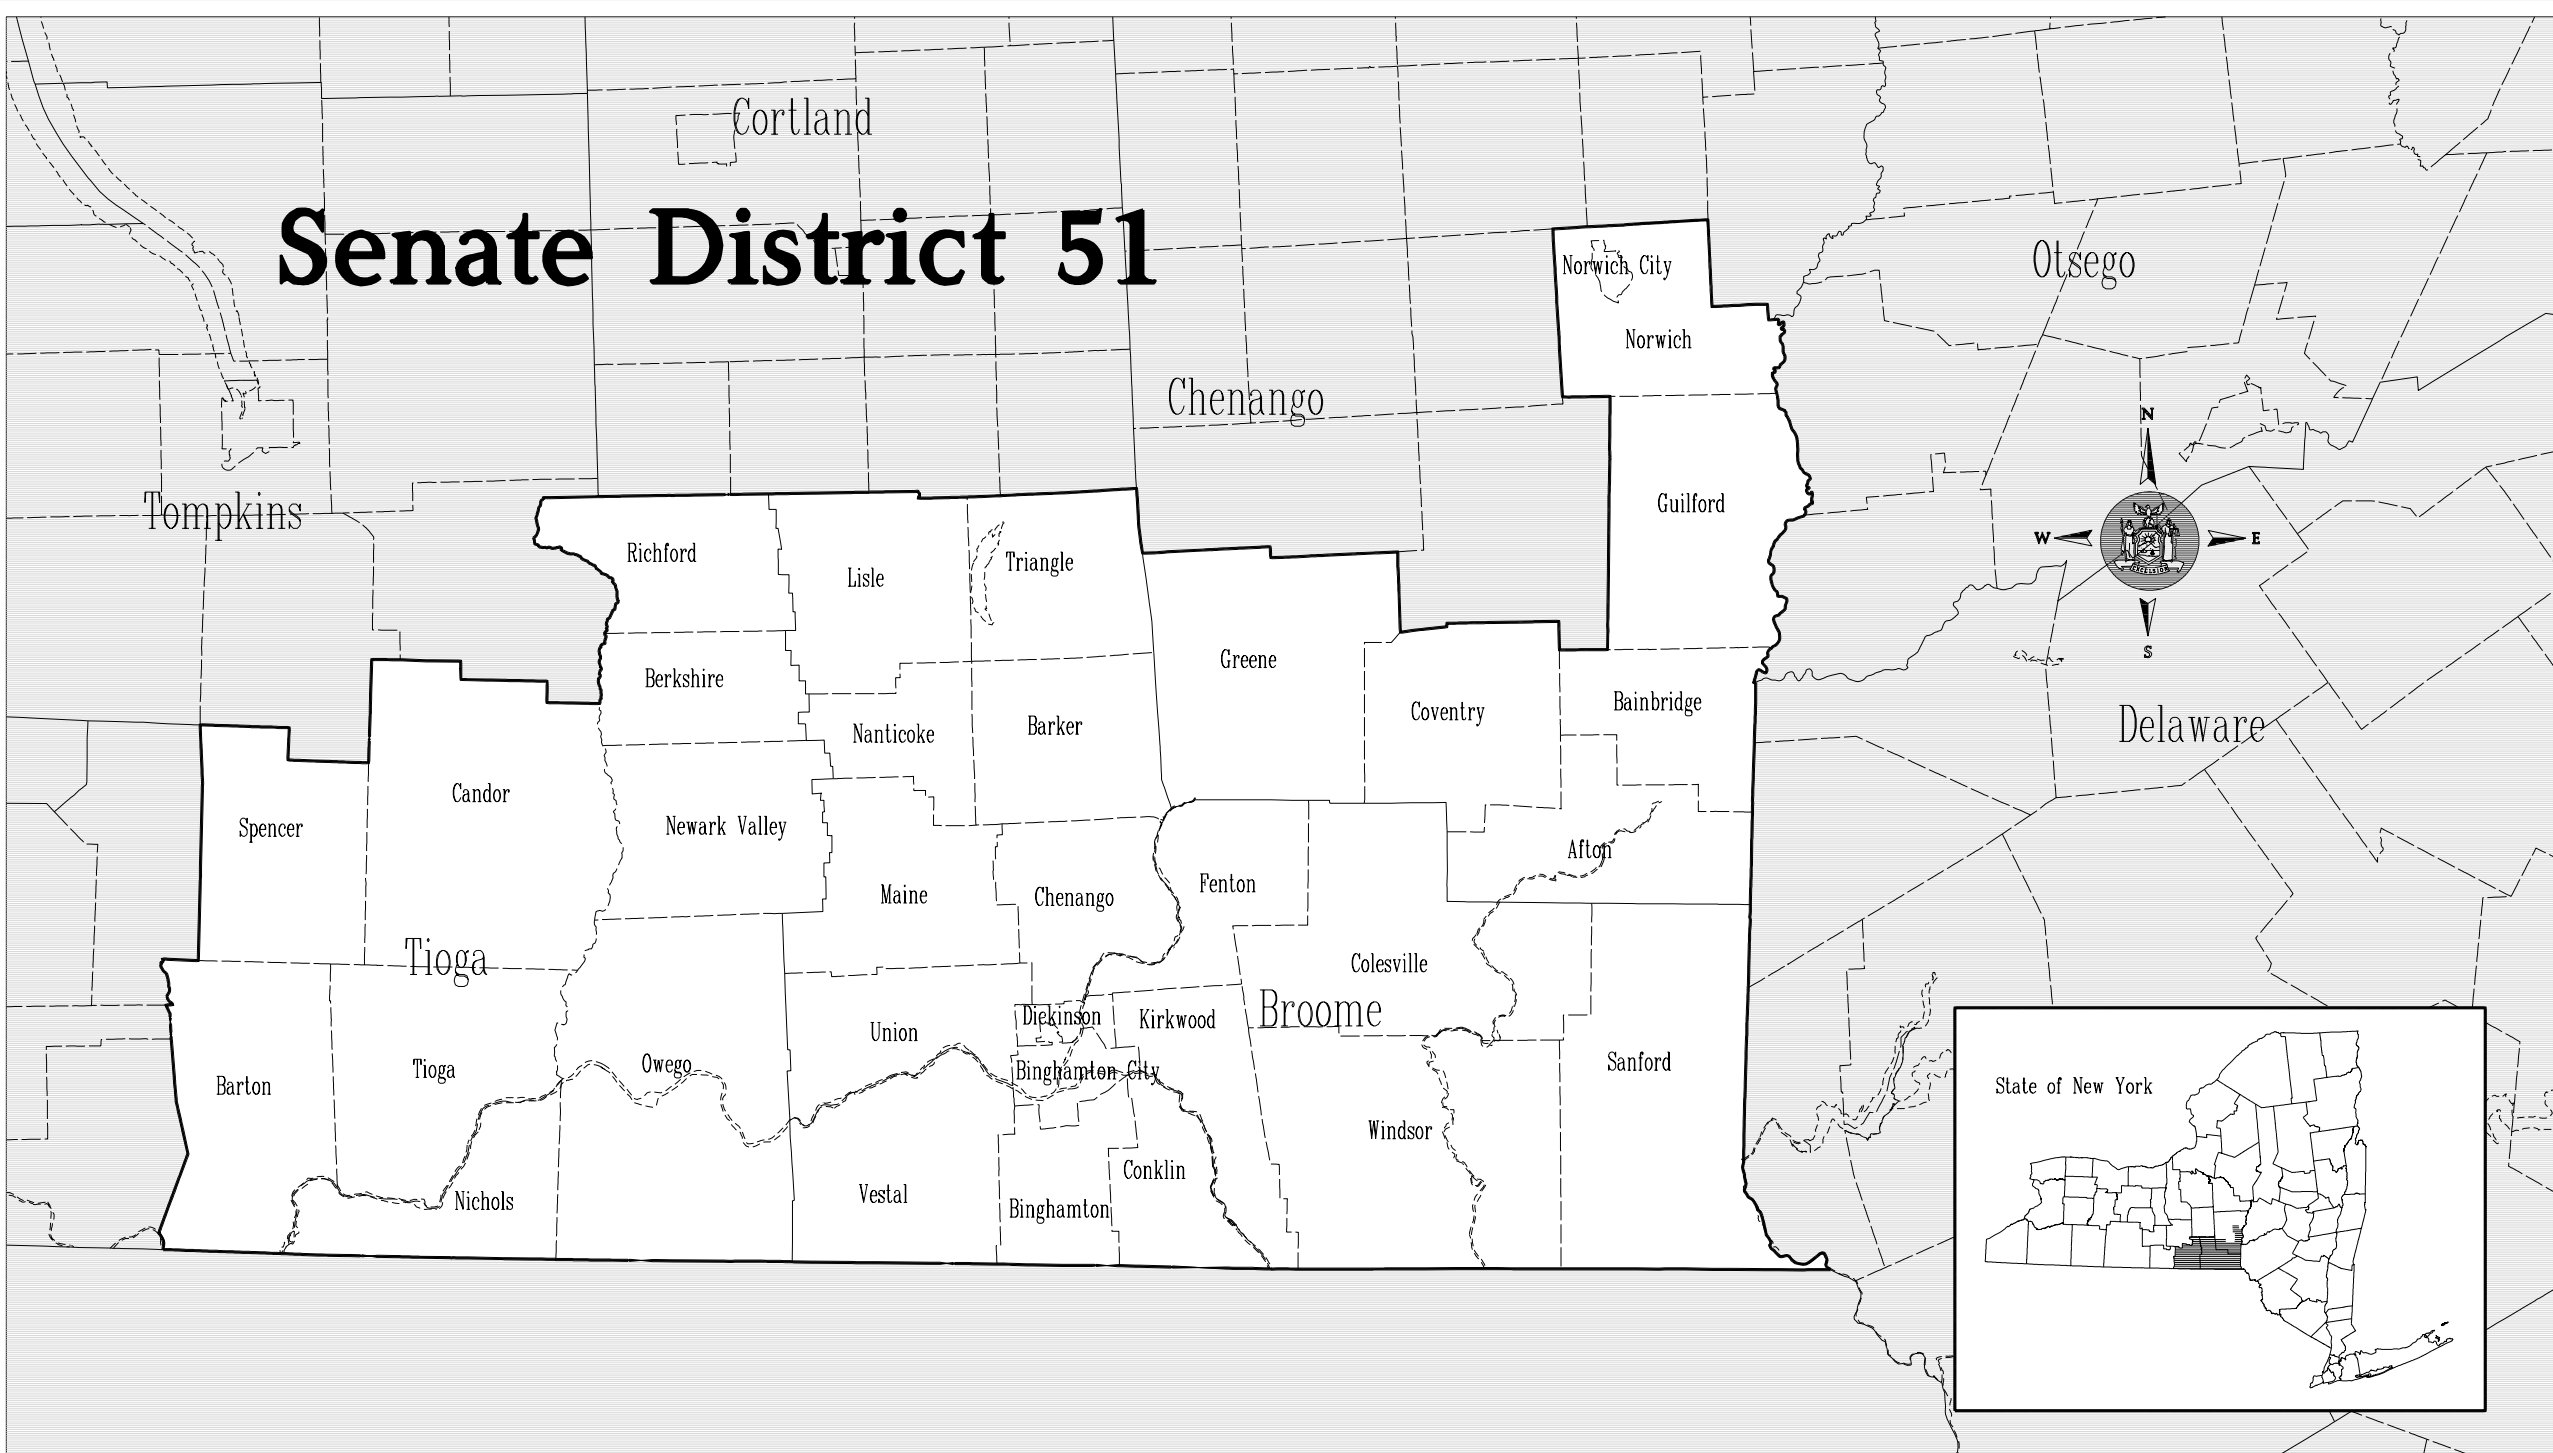 Cortland
Senate District 51
Otsego
Norwich City
Norwich
Chenango
N
Tompkins
Guilford
W
E
EXCELSIOR
Richford
Triangle
Lisle
S
Greene
Berkshire
Bainbridge
Coventry
Delaware
Nanticoke
Barker
Candor
Spencer
Newark Valley
Afton
Fenton
Maine
Chenango
Tioga
Colesville
Broome
Dickinson
Kirkwood
Union
Owego
Sanford
Tioga
Binghamton City
Barton
State of New York
Windsor
Conklin
Vestal
Nichols
Binghamton